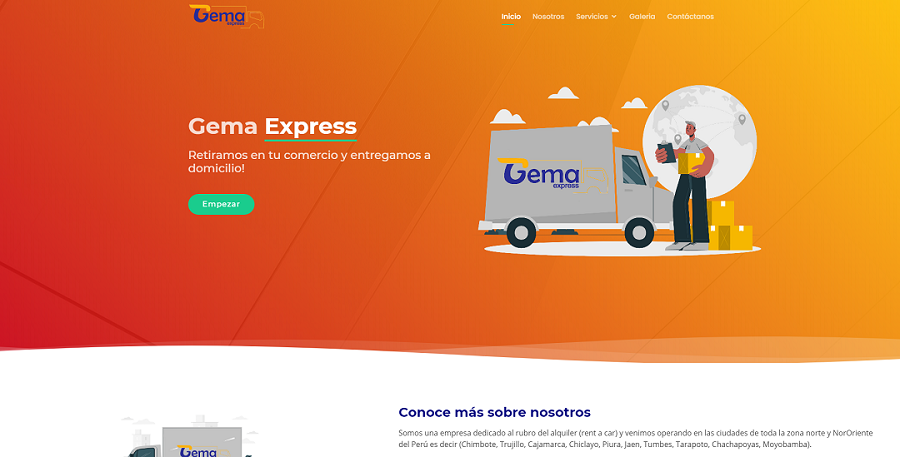 Gema
express
Inicio Nosotros Servicios Galería Contáctanos
Gema Express
Retiramos en tu comercio y entregamos a
domicilio!
Empezar
Gema
express
Conoce más sobre nosotros
Somos una empresa dedicado al rubro del alquiler (rent a car) y venimos operando en las ciudades de toda la zona norte y NorOriente
del Perú es decir (Chimbote, Trujillo, Cajamarca, Chiclayo, Piura, Jaen, Tumbes, Tarapoto, Chachapoyas, Moyobamba).
Gema